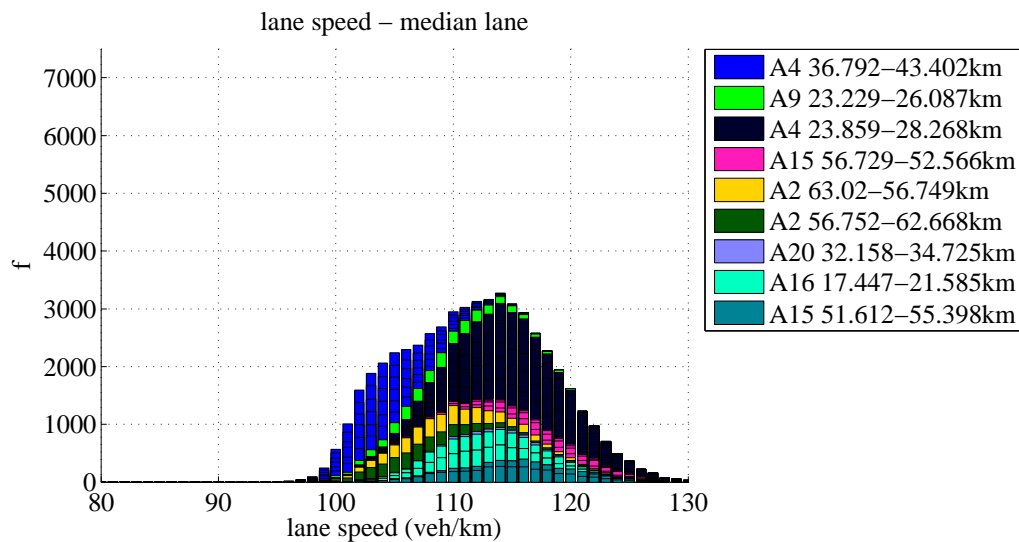 lane speed – median lane
7000
6000
5000
4000
3000
2000
1000
0
f
80
90
100
110
120
130
lane speed (veh/km)
A4 36.792–43.402km
A9 23.229–26.087km
A4 23.859–28.268km
A15 56.729–52.566km
A2 63.02–56.749km
A2 56.752–62.668km
A20 32.158–34.725km
A16 17.447–21.585km
A15 51.612–55.398km